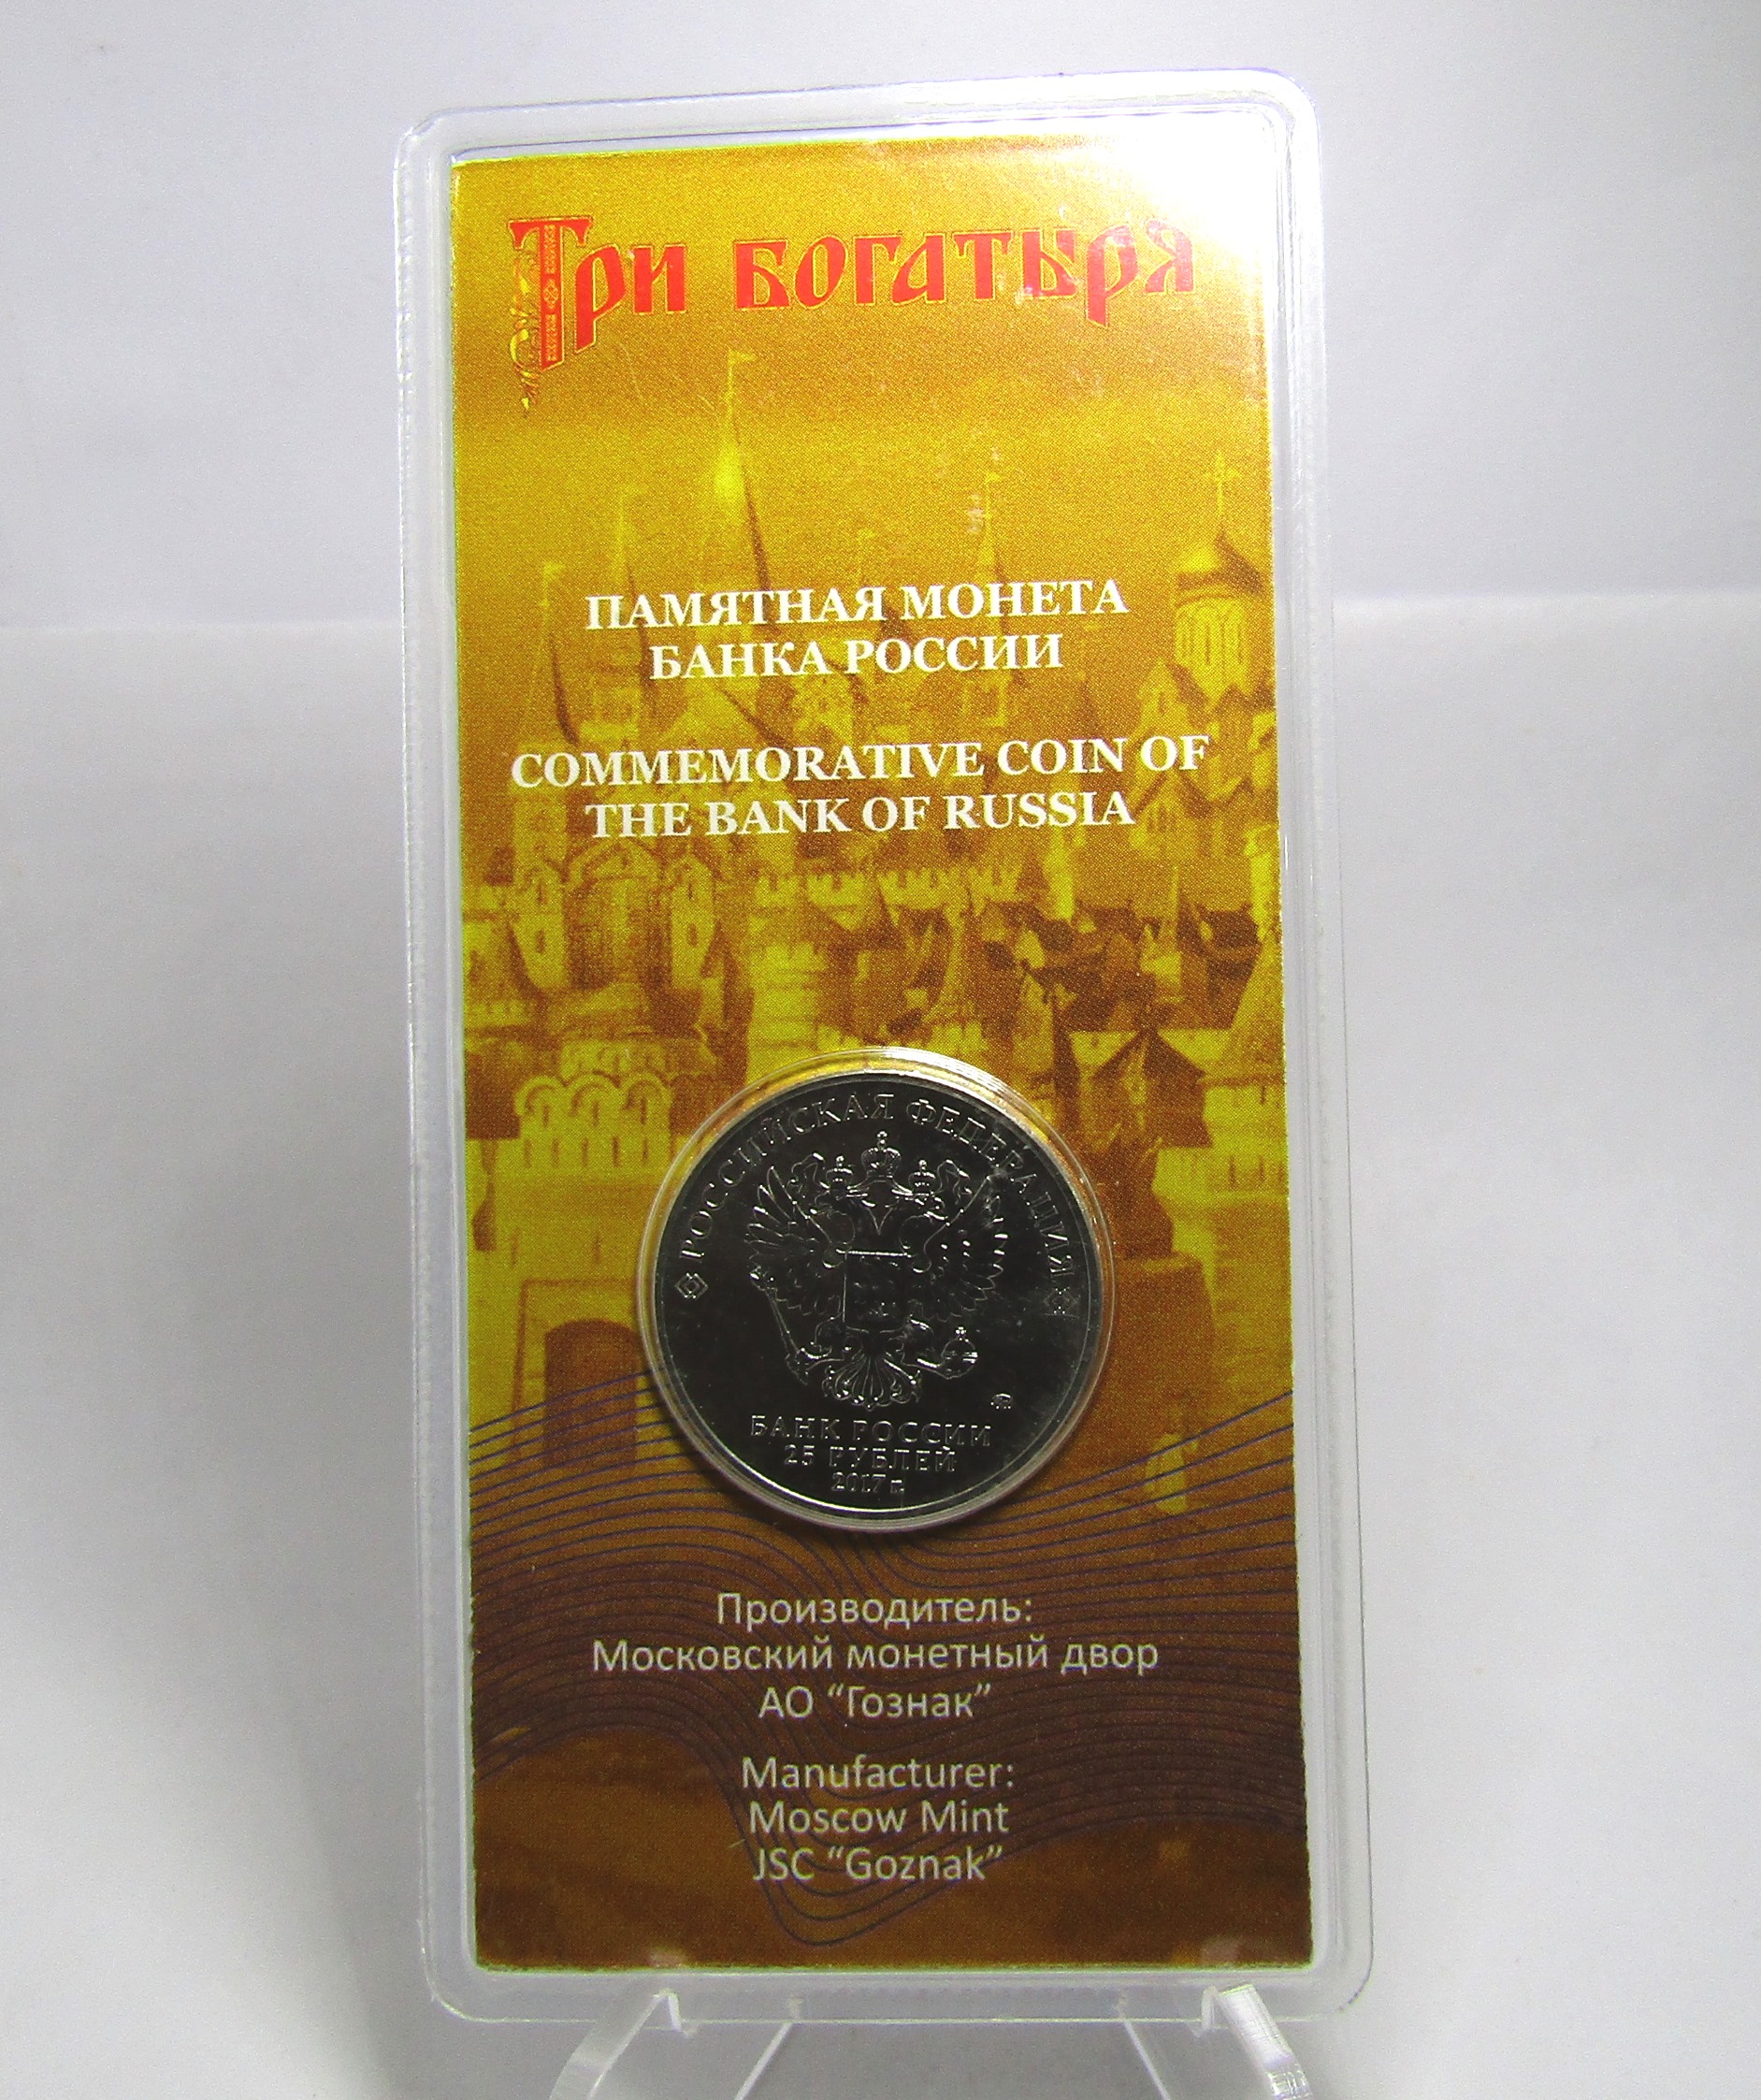 Три богатыря
ПАМЯТНАЯ МОНЕТА
БАНКА РОССИИ
COMMEMORATIVE COIN OF
THE BANK OF RUSSIA
РОССИЙСКАЯ ФЕДЕРАЦИЯ
БАНК РОССИИ
25 РУБЛЕЙ
2017 г.
Производитель:
Московский монетный двор
АО “Гознак”
Manufacturer:
Moscow Mint
JSC “Goznak”